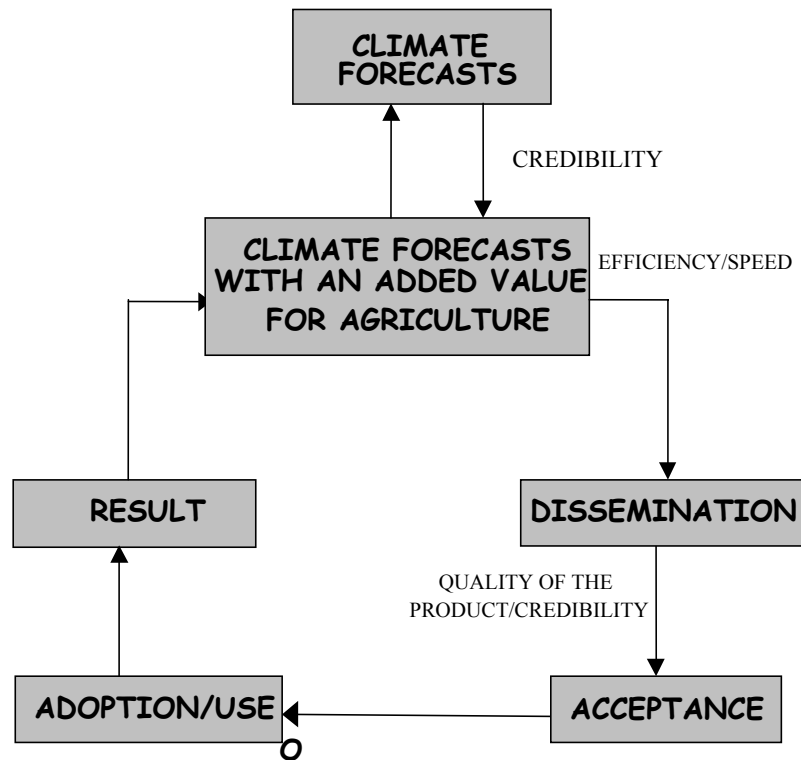 CLIMATE
FORECASTS
CREDIBILITY
CLIMATE FORECASTS
WITH AN ADDED VALUE
FOR AGRICULTURE
EFFICIENCY/SPEED
RESULT
DISSEMINATION
QUALITY OF THE
PRODUCT/CREDIBILITY
ADOPTION/USE
O
ACCEPTANCE